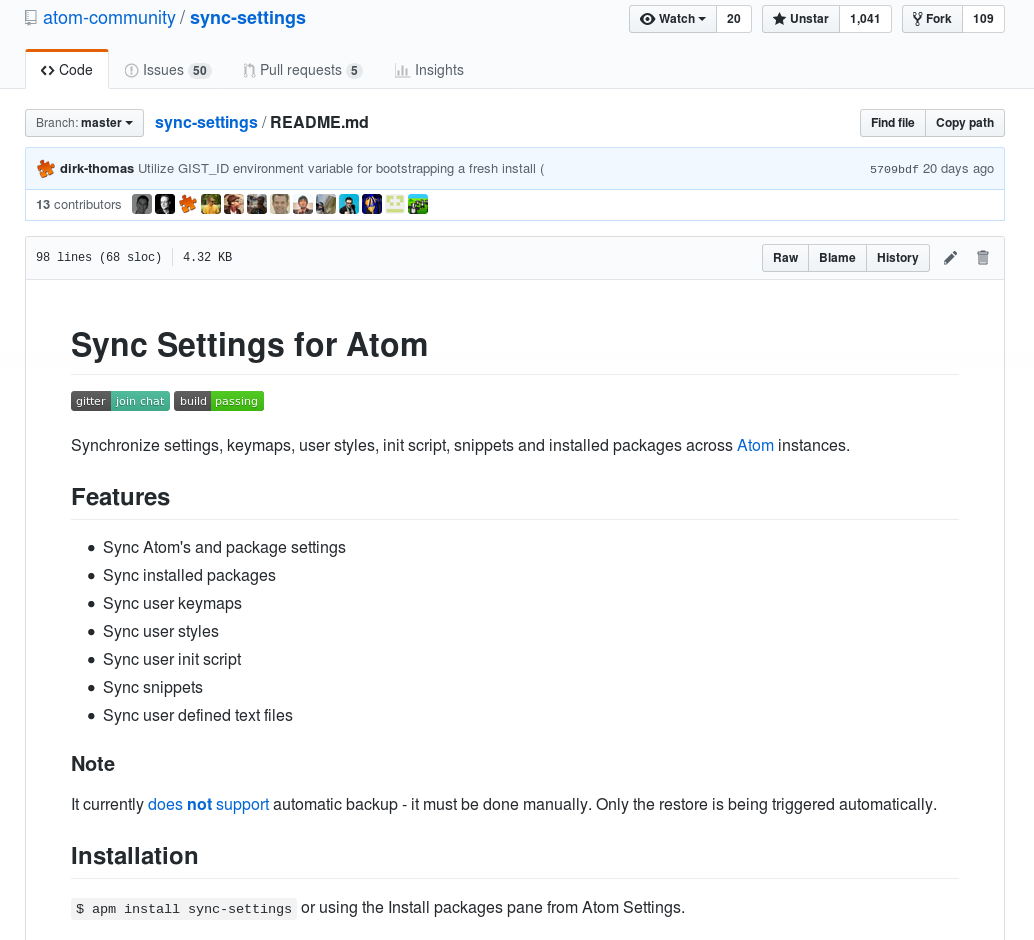 atom-community / sync-settings
Watch 20 Unstar 1,041 Fork 109
Code Issues 50 Pull requests 5 Insights
Branch: master sync-settings / README.md Find file Copy path
dirk-thomas Utilize GIST_ID environment variable for bootstrapping a fresh install ( 5709bdf 20 days ago
13 contributors
98 lines (68 sloc) 4.32 KB Raw Blame History
Sync Settings for Atom
gitter join chat build passing
Synchronize settings, keymaps, user styles, init script, snippets and installed packages across Atom instances.
Features
Sync Atom's and package settings
Sync installed packages
Sync user keymaps
Sync user styles
Sync user init script
Sync snippets
Sync user defined text files
Note
It currently does not support automatic backup - it must be done manually. Only the restore is being triggered automatically.
Installation
$ apm install sync-settings or using the Install packages pane from Atom Settings.